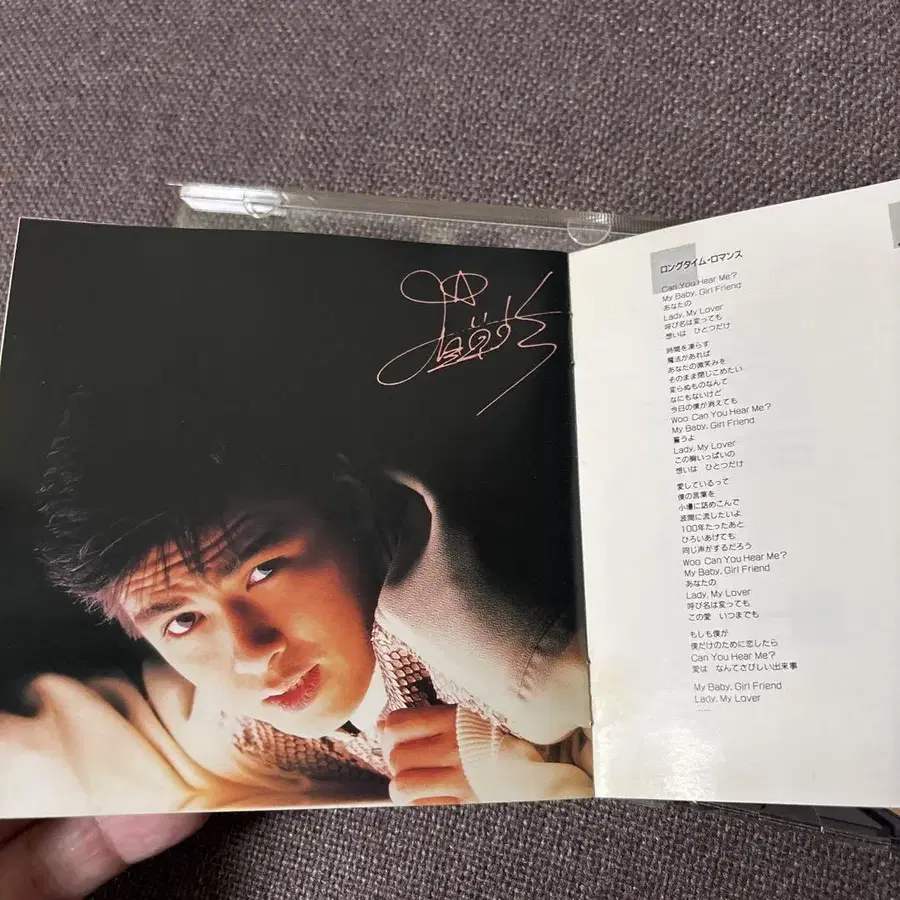 ロングタイム・ロマンス
Can You Hear Me?
My Baby, Girl Friend
あなたの
Lady, My Lover
呼び名は変っても
想いは ひとつだけ
時間を凍らす
魔法があれば
あなたの微笑みを
そのまま閉じこめたい
変らぬものなんて
なにもないけど
今日の僕が消えても
Woo Can You Hear Me?
My Baby, Girl Friend
誓うよ
Lady, My Lover
この胸いっぱいの
想いは ひとつだけ
愛しているって
僕の言葉を
小壜に詰めこんで
波間に流したいよ
100年たったあと
ひろいあげても
同じ声がするだろう
Woo Can You Hear Me?
My Baby, Girl Friend
あなたの
Lady, My Lover
呼び名は変っても
この愛 いつまでも
もしも僕が
僕だけのために恋したら
Can You Hear Me?
愛は なんてさびしい出来事
My Baby, Girl Friend
Lady, My Lover
……